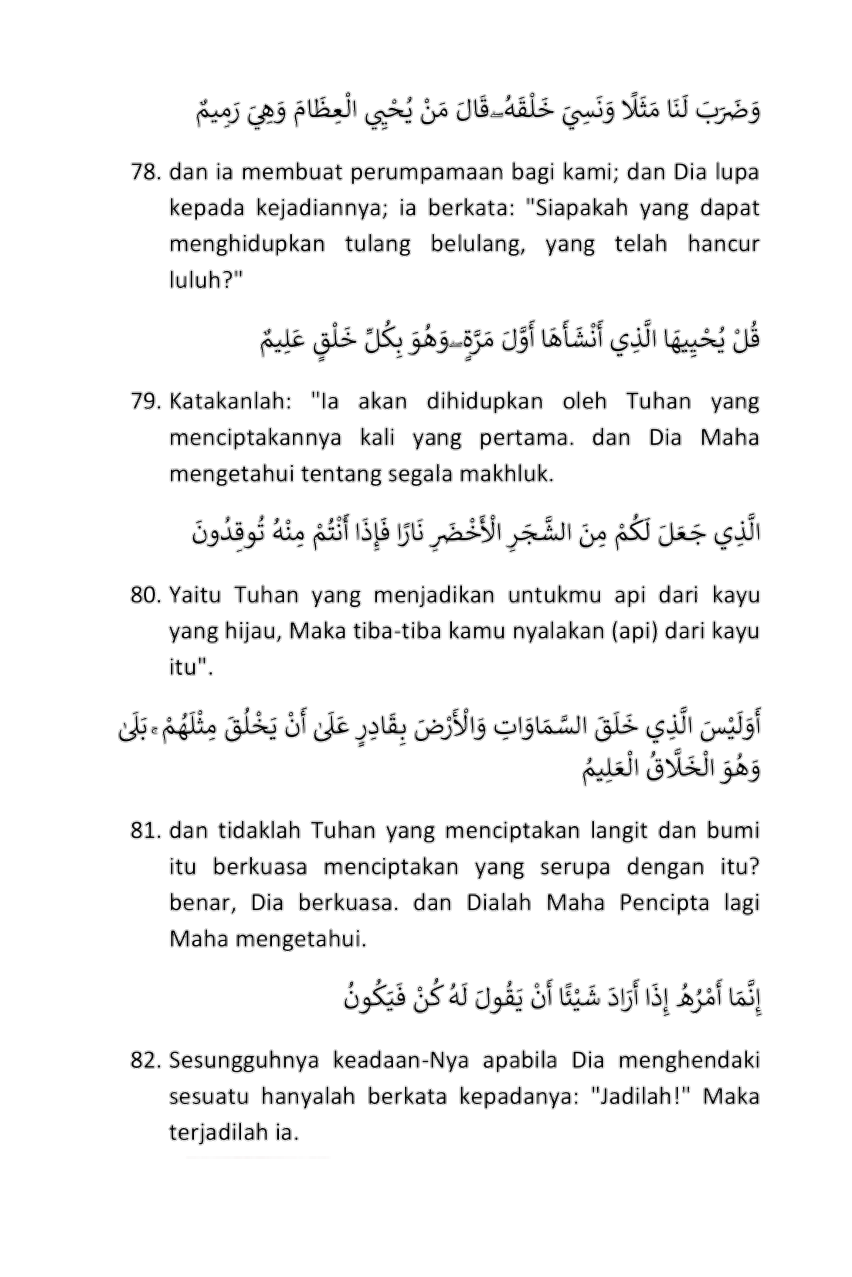 وَضَرَبَ لَنَا مَثَلًا وَنَسِيَ خَلْقَهُ ۖ قَالَ مَنْ يُحْيِي الْعِظَامَ وَهِيَ رَمِيمٌ
78. dan ia membuat perumpamaan bagi kami; dan Dia lupa
kepada kejadiannya; ia berkata: "Siapakah yang dapat
menghidupkan tulang belulang, yang telah hancur
luluh?"
قُلْ يُحْيِيهَا الَّذِي أَنْشَأَهَا أَوَّلَ مَرَّةٍ ۖ وَهُوَ بِكُلِّ خَلْقٍ عَلِيمٌ
79. Katakanlah: "Ia akan dihidupkan oleh Tuhan yang
menciptakannya kali yang pertama. dan Dia Maha
mengetahui tentang segala makhluk.
الَّذِي جَعَلَ لَكُمْ مِنَ الشَّجَرِ الْأَخْضَرِ نَارًا فَإِذَا أَنْتُمْ مِنْهُ تُوقِدُونَ
80. Yaitu Tuhan yang menjadikan untukmu api dari kayu
yang hijau, Maka tiba-tiba kamu nyalakan (api) dari kayu
itu".
أَوَلَيْسَ الَّذِي خَلَقَ السَّمَاوَاتِ وَالْأَرْضَ بِقَادِرٍ عَلَىٰ أَنْ يَخْلُقَ مِثْلَهُمْ ۚ بَلَىٰ
وَهُوَ الْخَلَّاقُ الْعَلِيمُ
81. dan tidaklah Tuhan yang menciptakan langit dan bumi
itu berkuasa menciptakan yang serupa dengan itu?
benar, Dia berkuasa. dan Dialah Maha Pencipta lagi
Maha mengetahui.
إِنَّمَا أَمْرُهُ إِذَا أَرَادَ شَيْئًا أَنْ يَقُولَ لَهُ كُنْ فَيَكُونُ
82. Sesungguhnya keadaan-Nya apabila Dia menghendaki
sesuatu hanyalah berkata kepadanya: "Jadilah!" Maka
terjadilah ia.